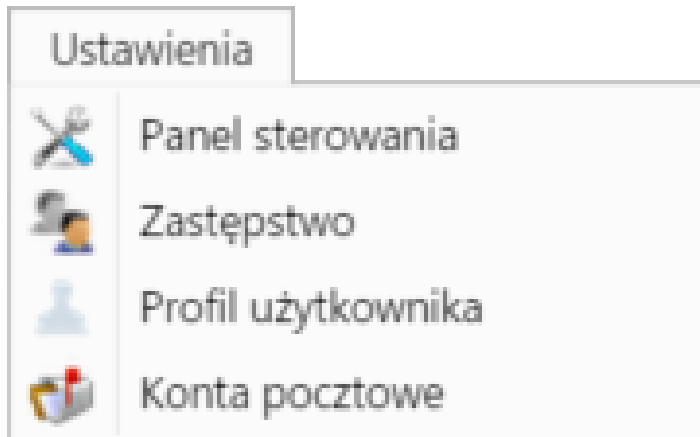 Ustawienia
Panel sterowania
Zastępstwo
Profil użytkownika
Konta pocztowe